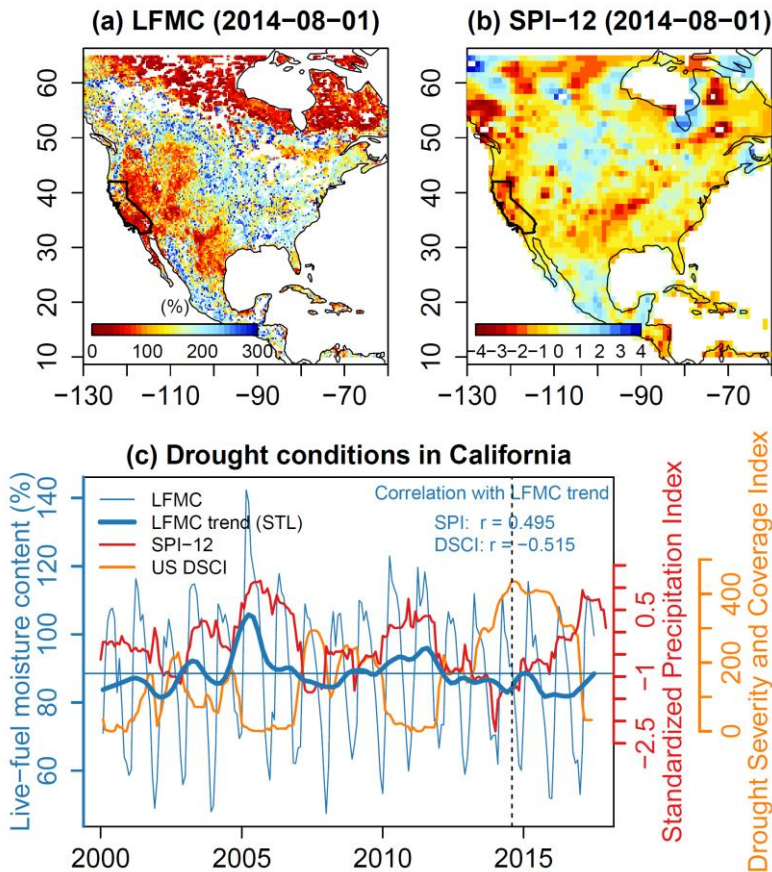 (a) LFMC (2014−08−01)
60
50
40
30
20
10
(%)
0 100 200 300
−130 −110 −90 −70
(b) SPI−12 (2014−08−01)
60
50
40
30
20
10
−4−3−2−1 0 1 2 3 4
−130 −110 −90 −70
(c) Drought conditions in California
Live−fuel moisture content (%)
140
120
100
80
60
LFMC
LFMC trend (STL)
SPI−12
US DSCI
Correlation with LFMC trend
SPI: r = 0.495
DSCI: r = −0.515
2000 2005 2010 2015
0.5
−1
−2.5
Standardized Precipitation Index
400
200
0
Drought Severity and Coverage Index